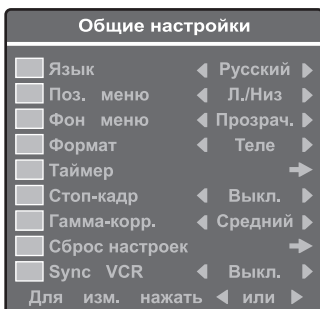 Общие настройки
Язык Русский
Поз. меню Л./Низ
Фон меню Прозрач.
Формат Теле
Таймер
Стоп-кадр Выкл.
Гамма-корр. Средний
Сброс настроек
Sync VCR Выкл.
Для изм. нажать ◀ или ▶